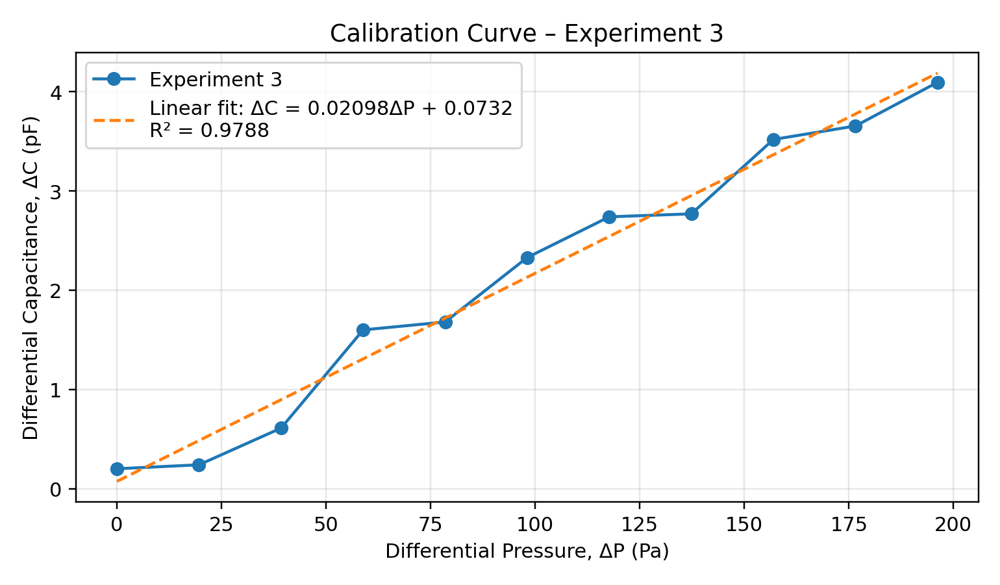 Calibration Curve – Experiment 3
Experiment 3
Linear fit: ΔC = 0.02098ΔP + 0.0732
R² = 0.9788
Differential Capacitance, ΔC (pF)
4
3
2
1
0
0 25 50 75 100 125 150 175 200
Differential Pressure, ΔP (Pa)